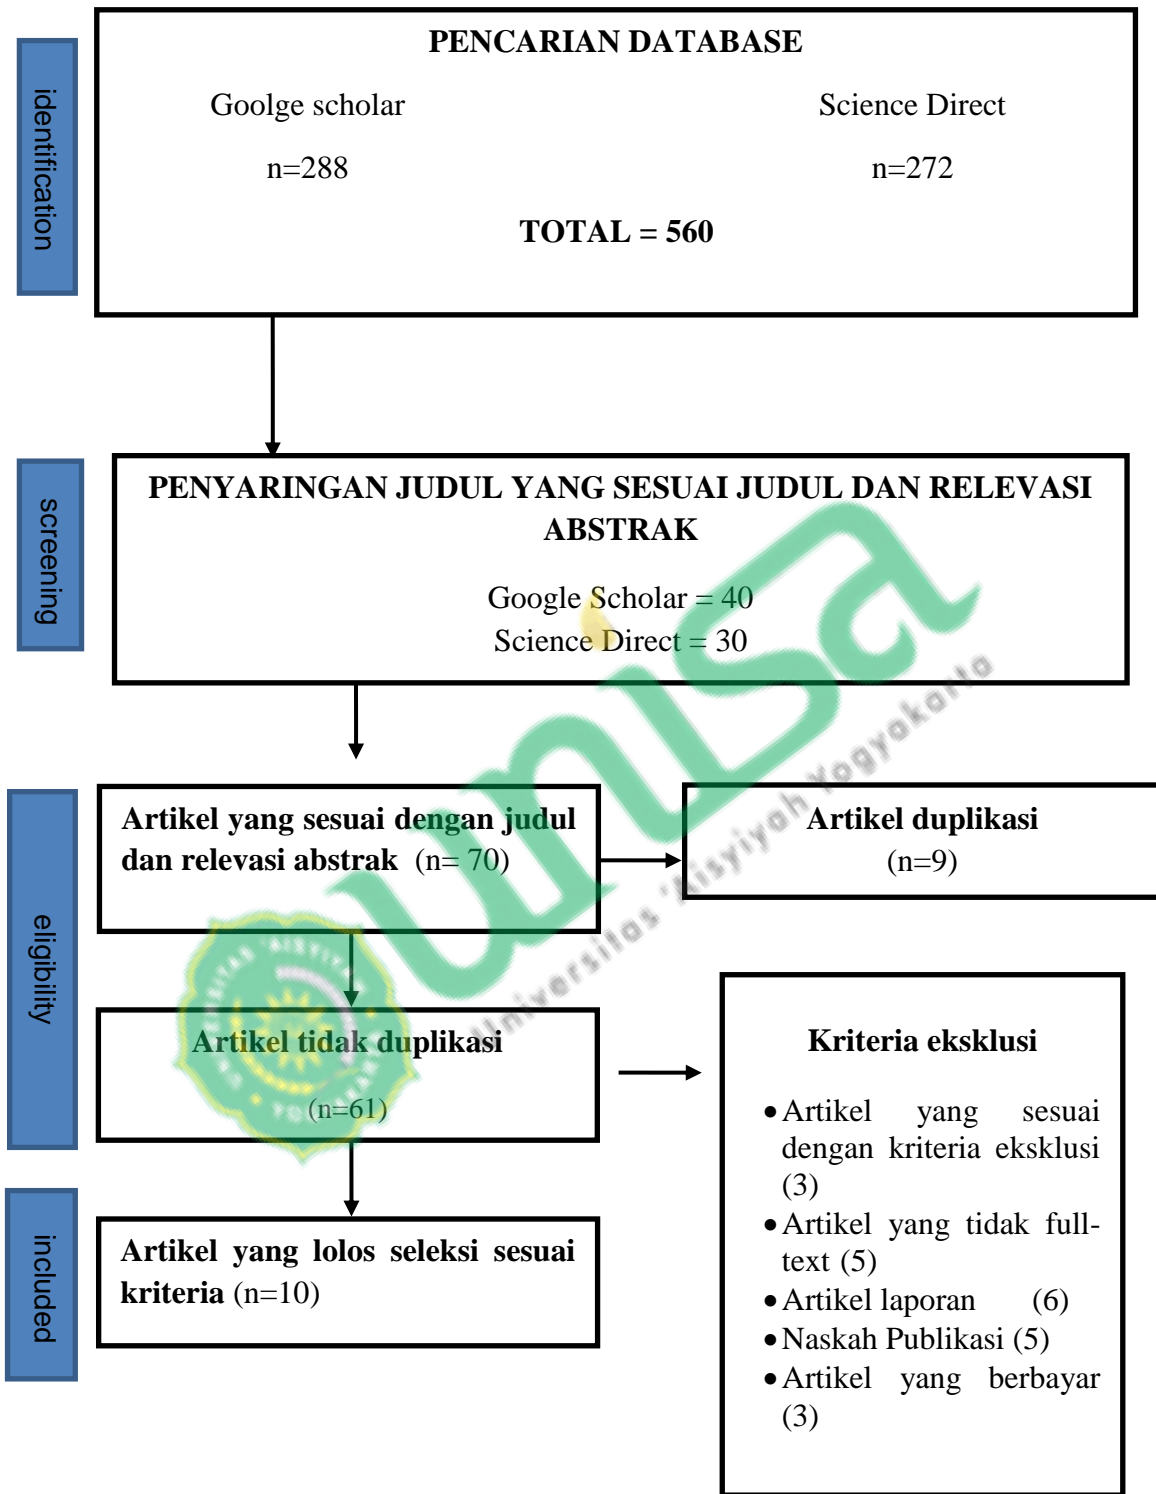 PENCARIAN DATABASE
identification
Goolge scholar
Science Direct
n=288
n=272
TOTAL = 560
screening
PENYARINGAN JUDUL YANG SESUAI JUDUL DAN RELEVASI
ABSTRAK
Google Scholar = 40
Science Direct = 30
unisa
Universitas 'Aisyiyah Yogyakarta
eligibility
Artikel yang sesuai dengan judul
dan relevasi abstrak (n= 70)
Artikel duplikasi
(n=9)
Artikel tidak duplikasi
(n=61)
Kriteria eksklusi
•Artikel yang sesuai
dengan kriteria eksklusi
(3)
•Artikel yang tidak full-
text (5)
•Artikel laporan (6)
•Naskah Publikasi (5)
•Artikel yang berbayar
(3)
included
Artikel yang lolos seleksi sesuai
kriteria (n=10)